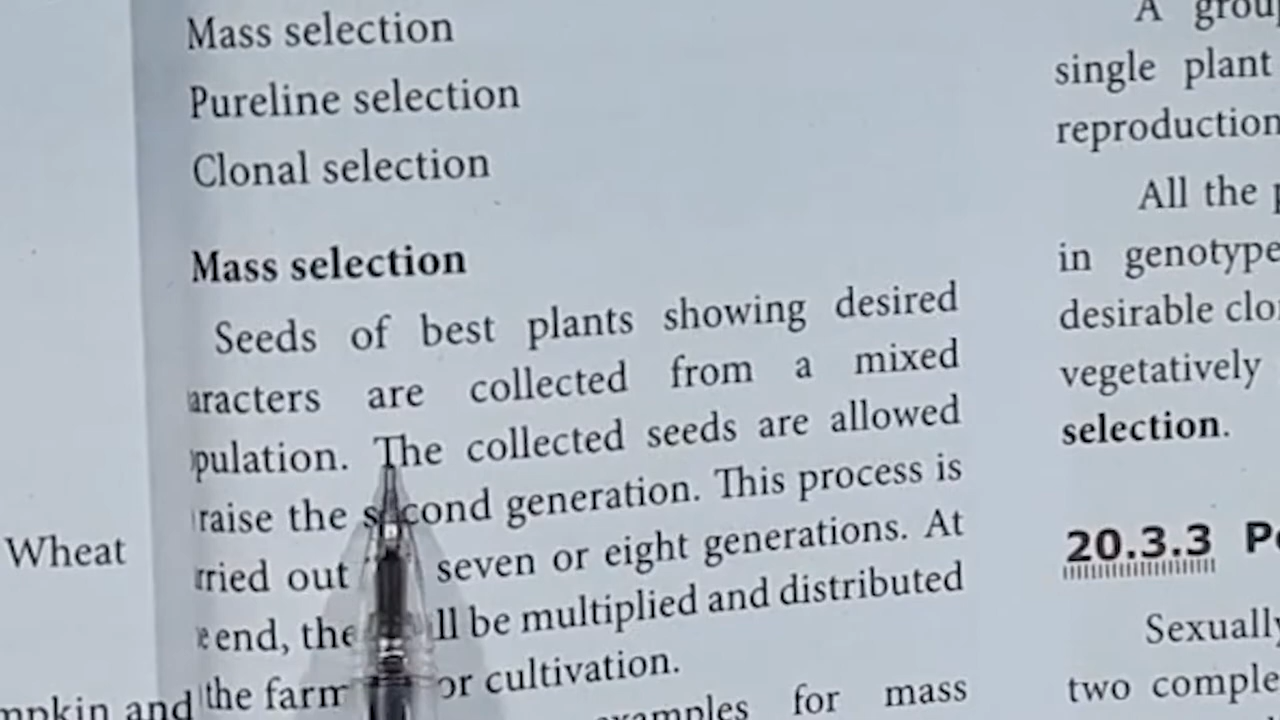 Wheat
mpkin and
Mass selection
Pureline selection
Clonal selection
Mass selection
Seeds of best plants showing desired
aracters are collected from a mixed
pulation. The collected seeds are allowed
raise the second generation. This process is
rried out seven or eight generations. At
e end, the ll be multiplied and distributed
the farm or cultivation.
examples for mass
A group
single plant
reproduction
All the p
in genotype
desirable clo
vegetatively
selection.
20.3.3 Po
Sexually
two comple